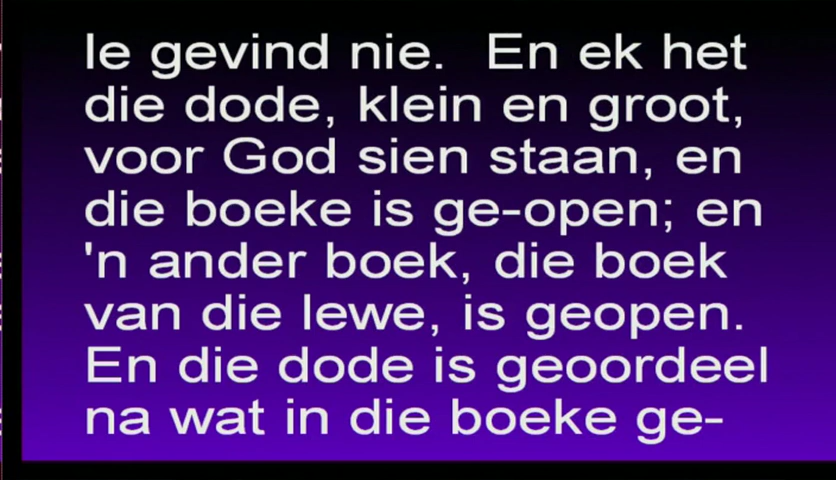 le gevind nie. En ek het
die dode, klein en groot,
voor God sien staan, en
die boeke is ge-open; en
'n ander boek, die boek
van die lewe, is geopen.
En die dode is geoordeel
na wat in die boeke ge-